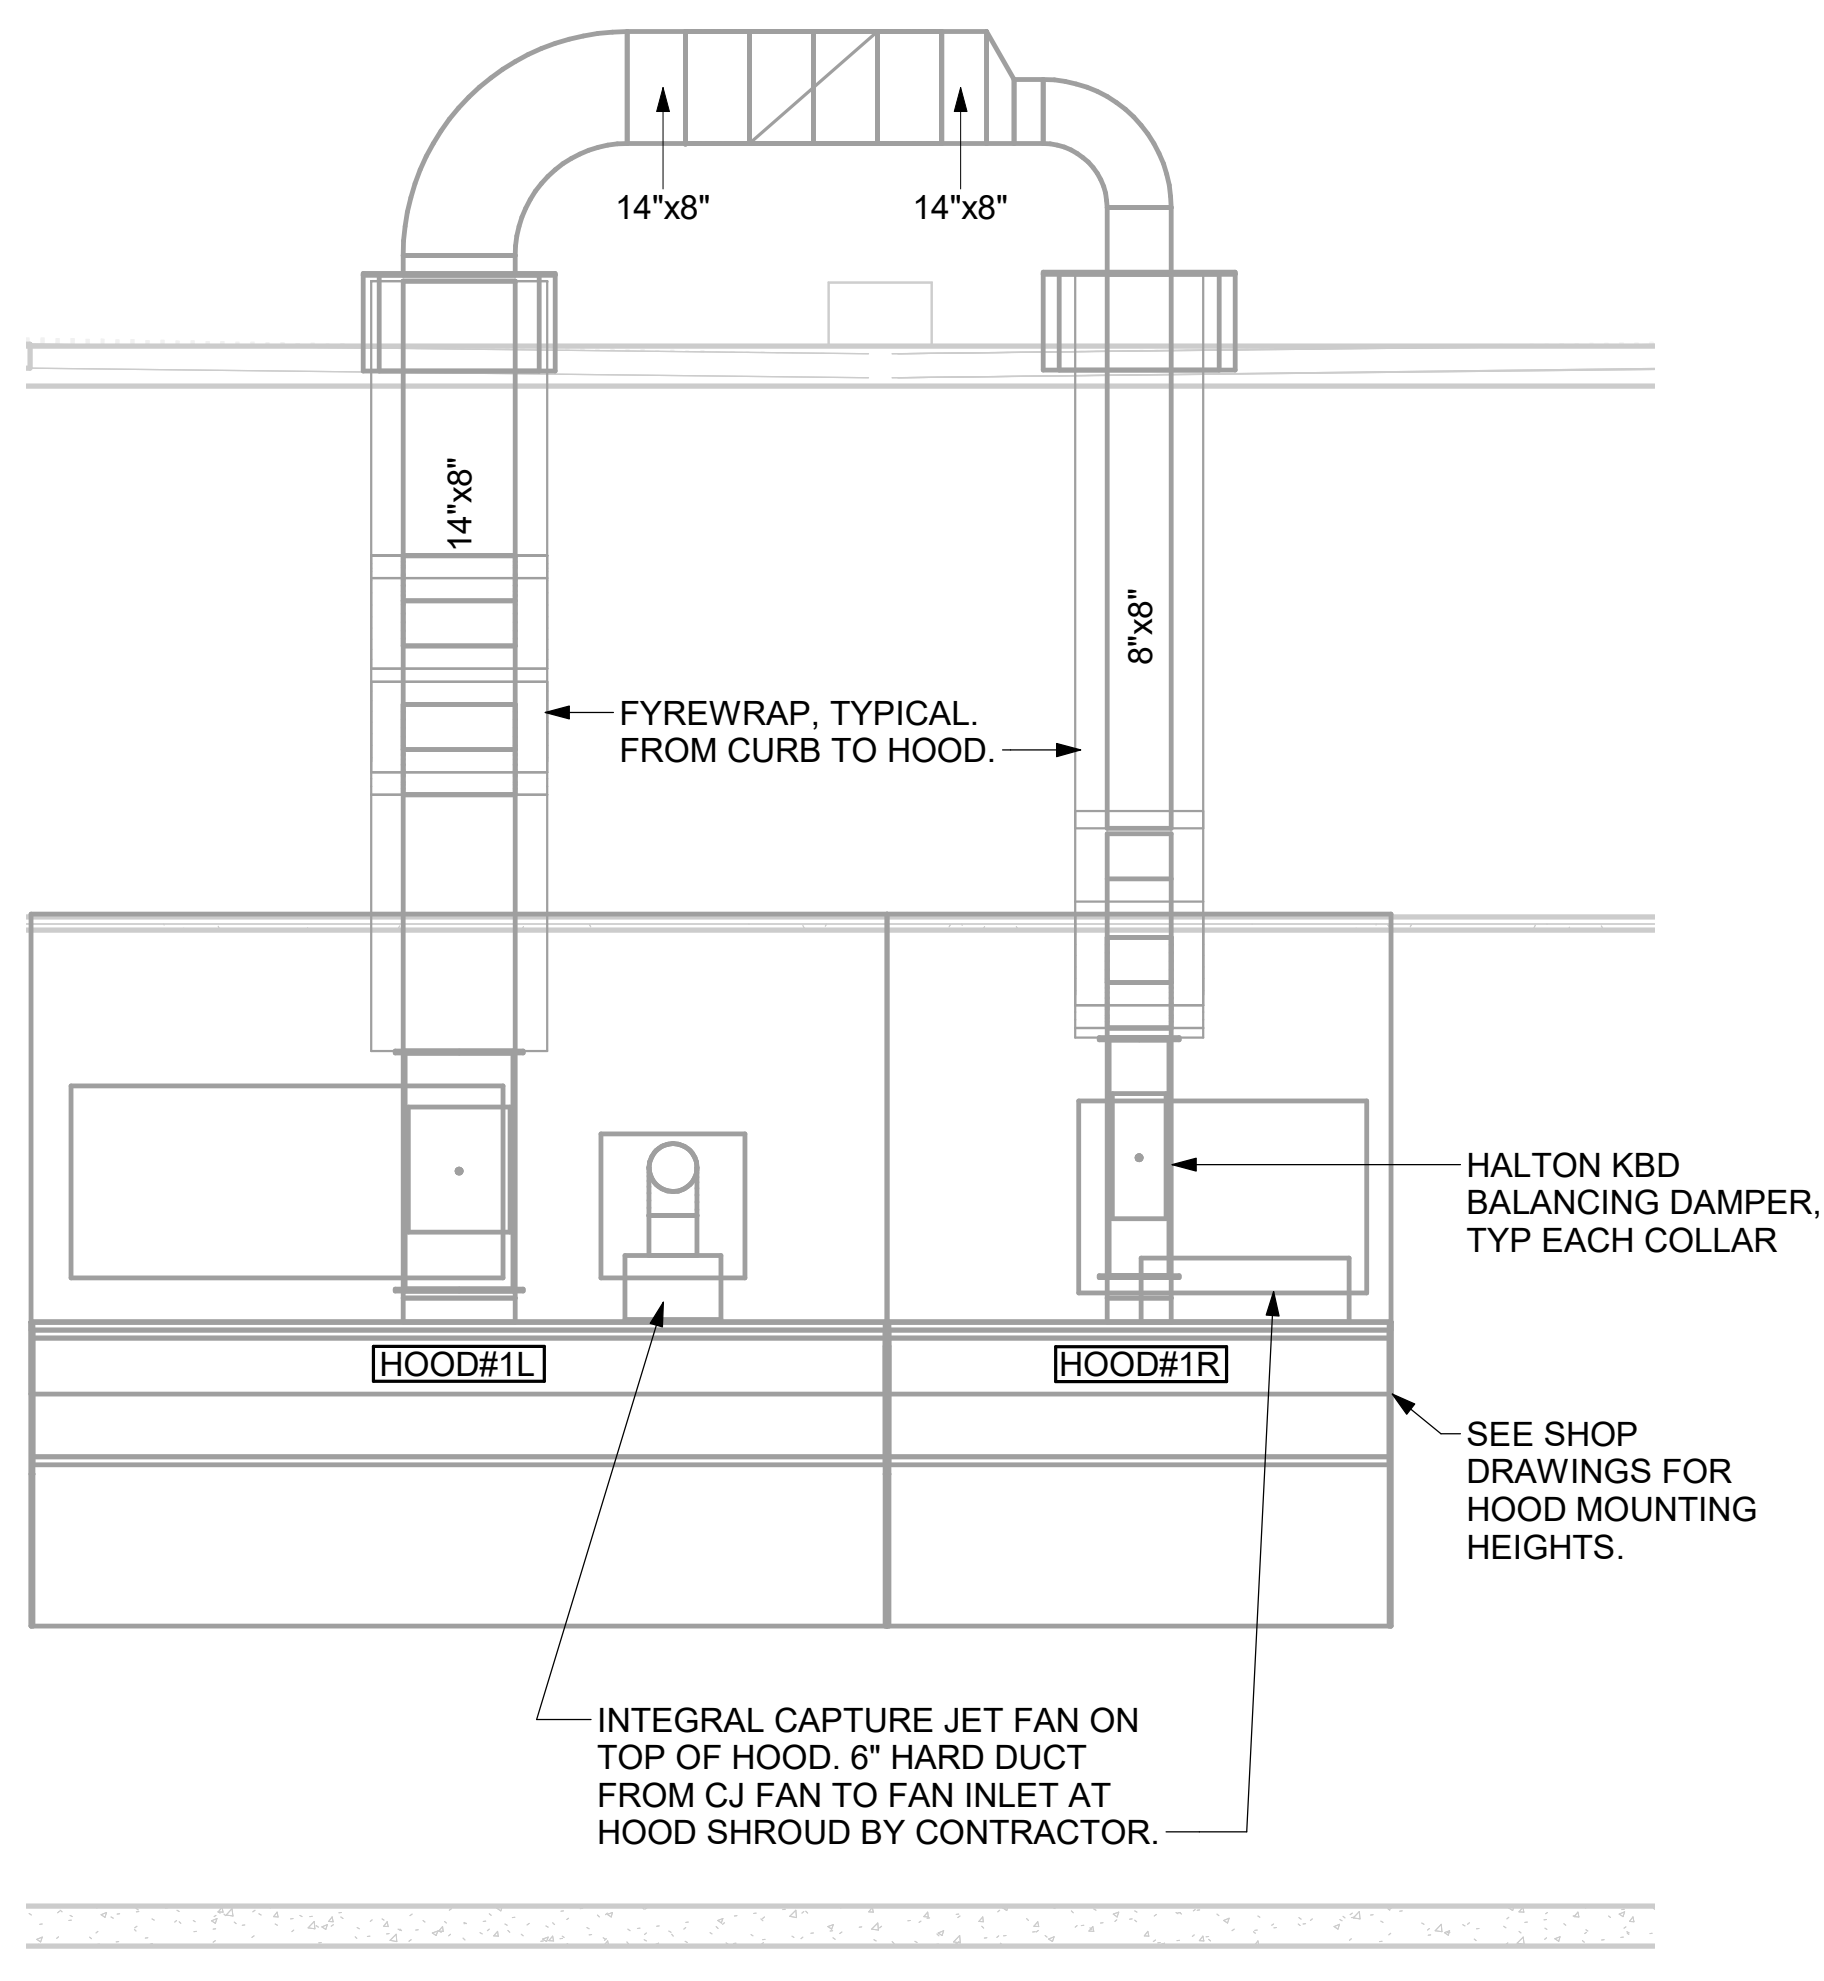 14"x8"
14"x8"
14"x8"
8"x8"
FYREWRAP, TYPICAL.
FROM CURB TO HOOD.
HALTON KBD
BALANCING DAMPER,
TYP EACH COLLAR
HOOD#1L
HOOD#1R
SEE SHOP
DRAWINGS FOR
HOOD MOUNTING
HEIGHTS.
INTEGRAL CAPTURE JET FAN ON
TOP OF HOOD. 6" HARD DUCT
FROM CJ FAN TO FAN INLET AT
HOOD SHROUD BY CONTRACTOR.